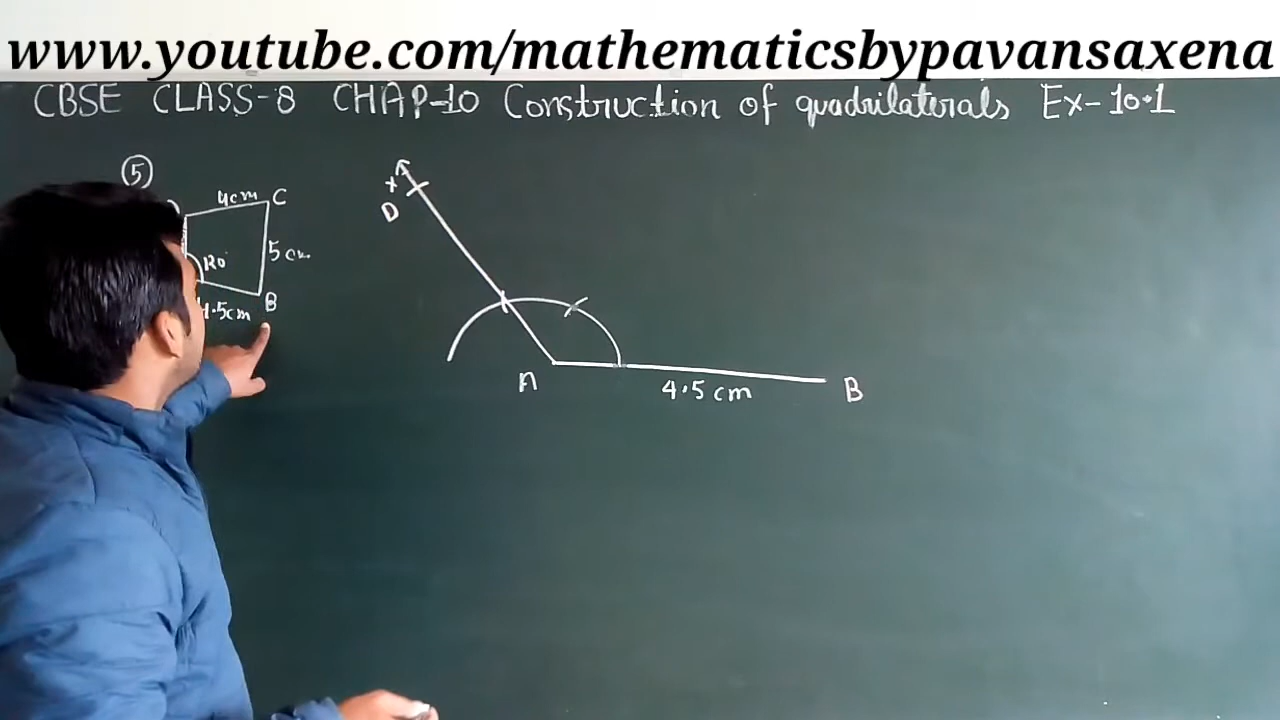 www.youtube.com/mathematicsbypavansaxena
CBSE CLASS-8 CHAP-10 Construction of quadrilaterals Ex-10.1
5
4cm C
5 cm
120°
4.5cm B
X
D
A 4.5 cm B